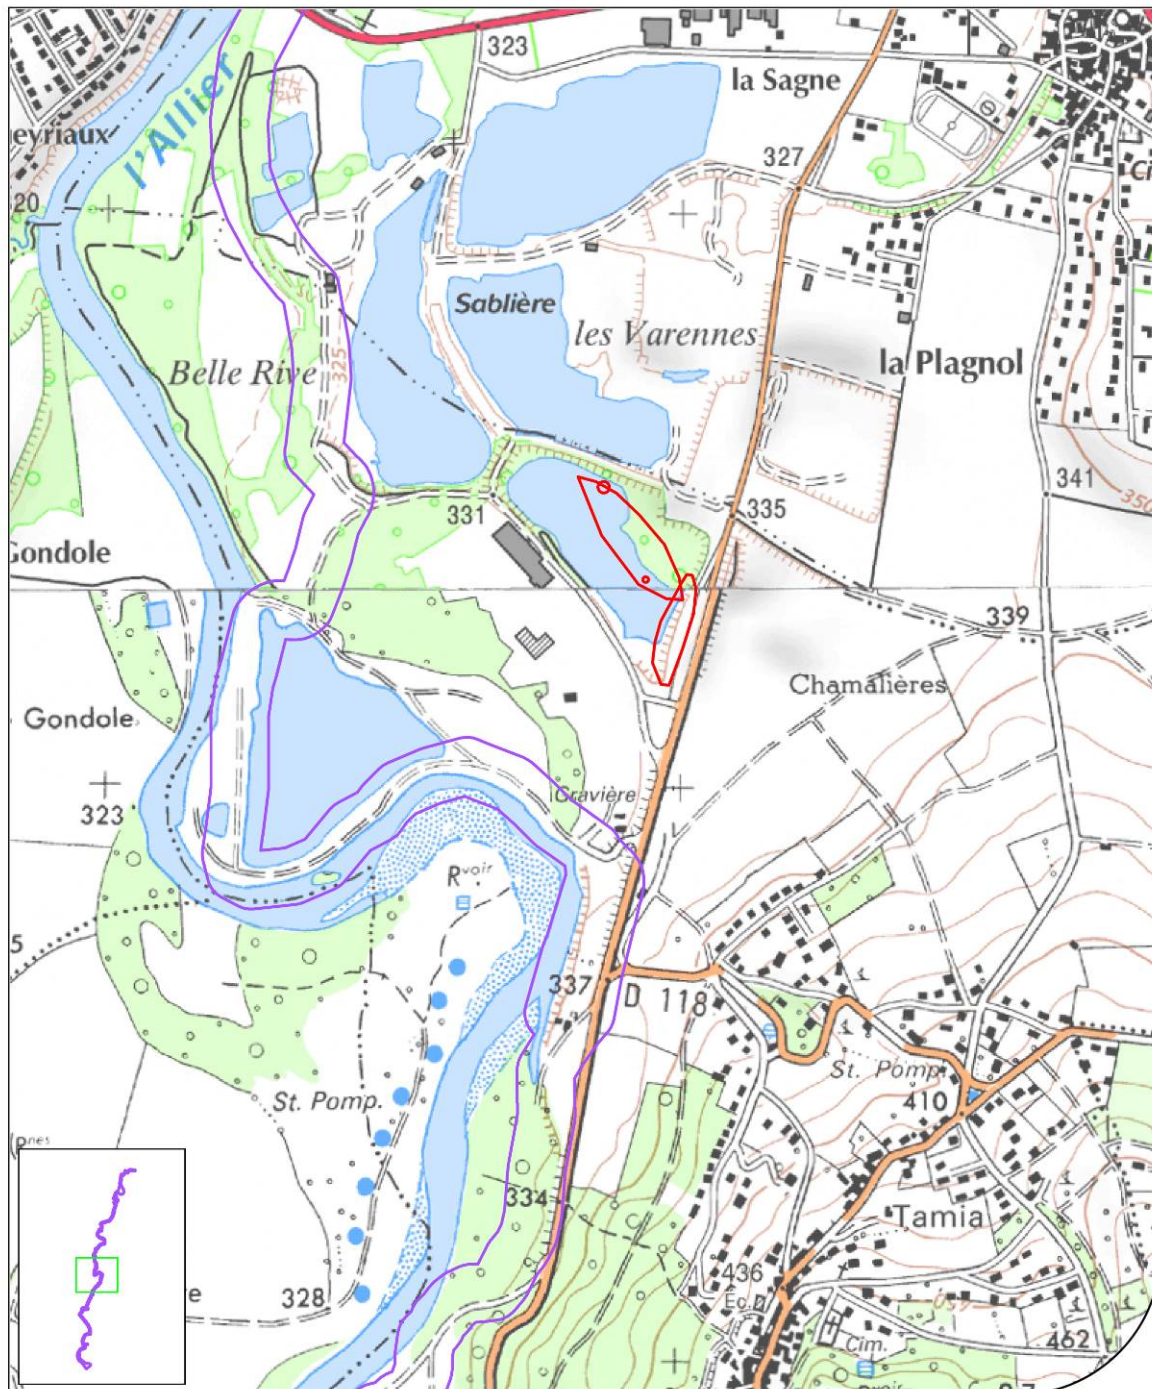 323
la Sagne
l'Allier
eyriaux
327
20
Sablière
les Varennes
Belle Rive
325
la Plagnol
341
350
331
335
Gondole
339
Chamalières
Gondole
323
Gravière
Rvoir
5
337
D 118
St. Pomp.
St. Pomp.
410
334
Tamia
436
328
462
Cim.